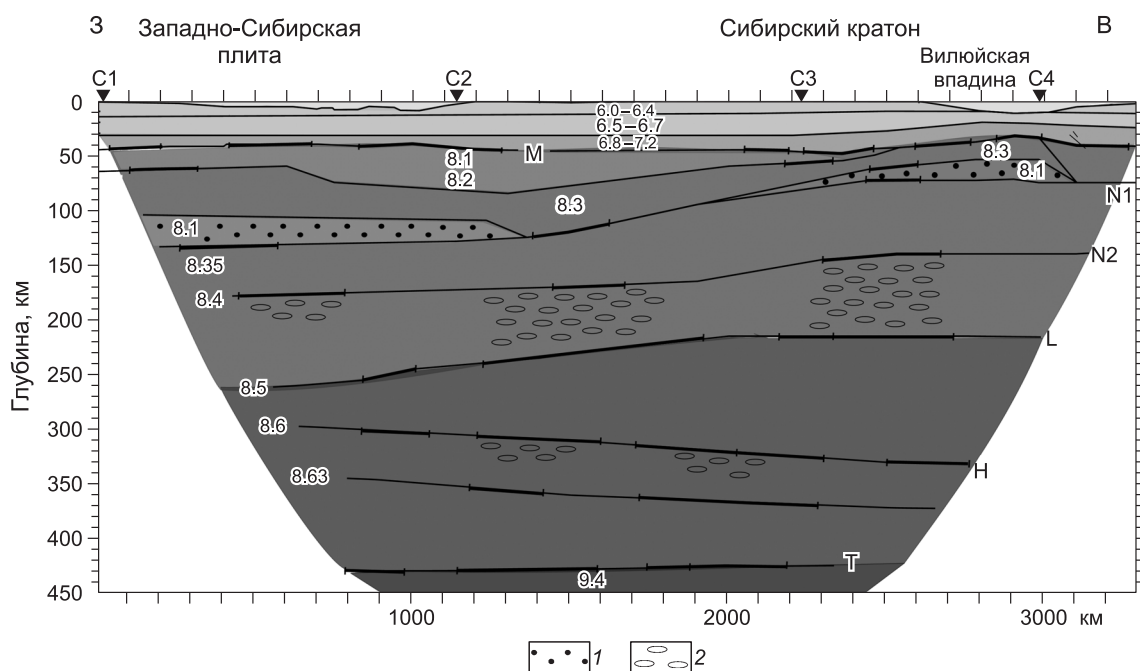 З Западно-Сибирская плита Сибирский кратон В
Вилюйская впадина
C1 C2 C3 C4
0
6.0–6.4
6.5–6.7
6.8–7.2
50
M
8.1
8.2
8.3
8.3
8.1
N1
100
8.1
8.35
150
N2
8.4
200
L
250
8.5
8.6
300
H
8.63
350
400
T
9.4
450
Глубина, км
1000 2000 3000 км
1 2